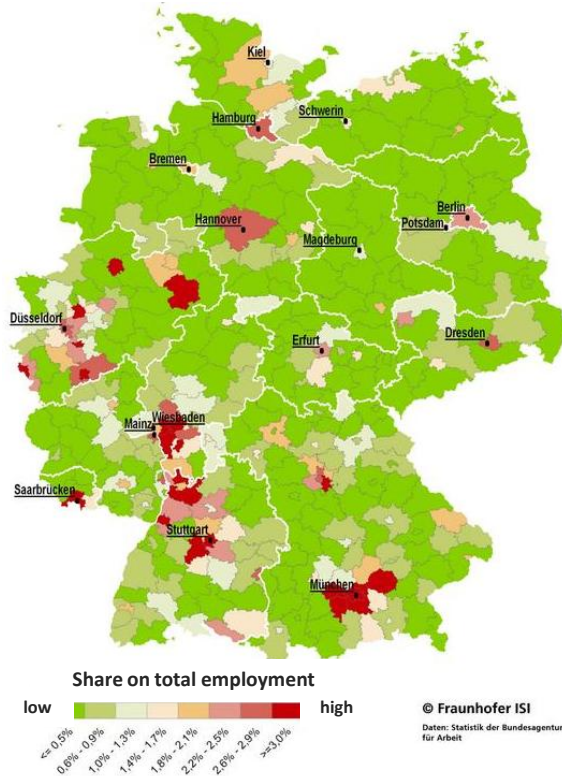 Kiel
Schwerin
Hamburg
Bremen
Berlin
Hannover
Potsdam
Magdeburg
Düsseldorf
Erfurt
Dresden
Wiesbaden
Mainz
Saarbrücken
Stuttgart
München
Share on total employment
low
high
<= 0,5%
0,6% - 0,9%
1,0% - 1,3%
1,4% - 1,7%
1,8% - 2,1%
2,2% - 2,5%
2,6% - 2,9%
>=3,0%
© Fraunhofer ISI
Daten: Statistik der Bundesagentur
für Arbeit